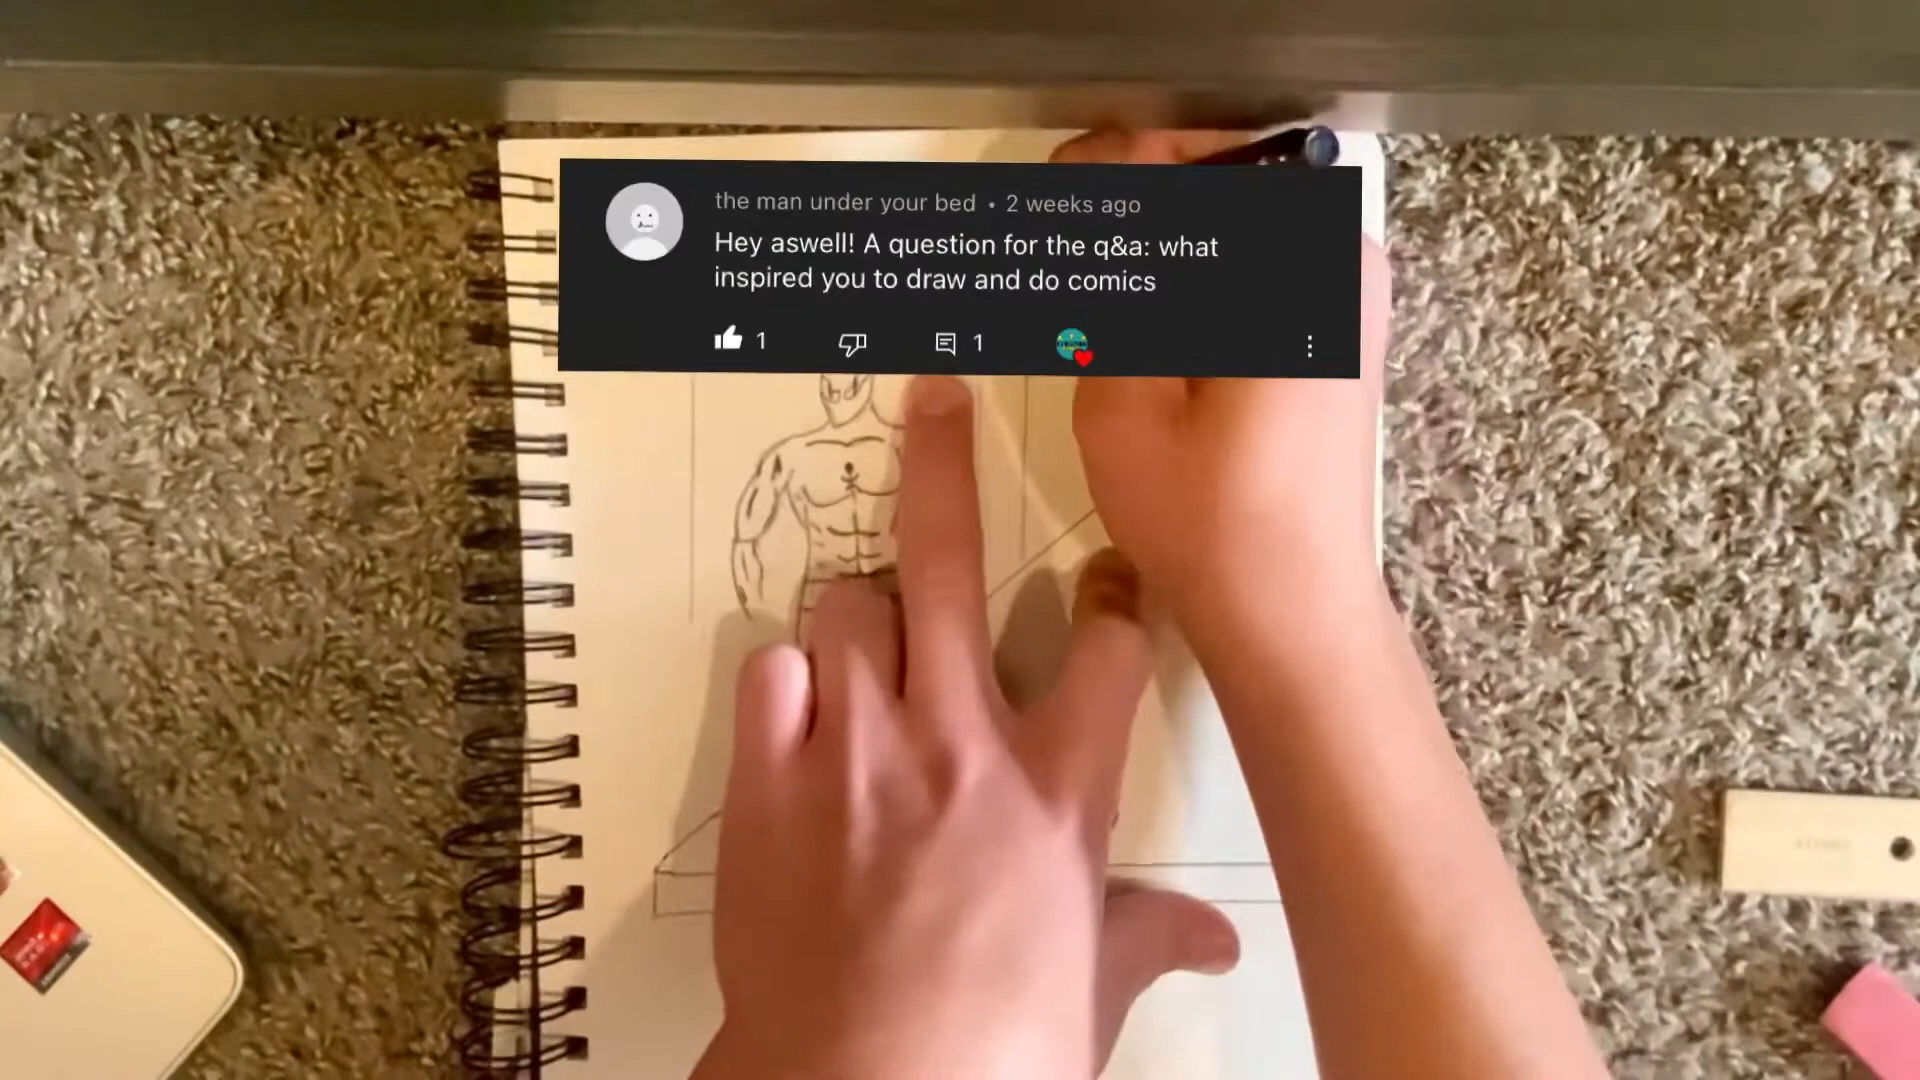 the man under your bed • 2 weeks ago
Hey aswell! A question for the q&a: what
inspired you to draw and do comics
1
1